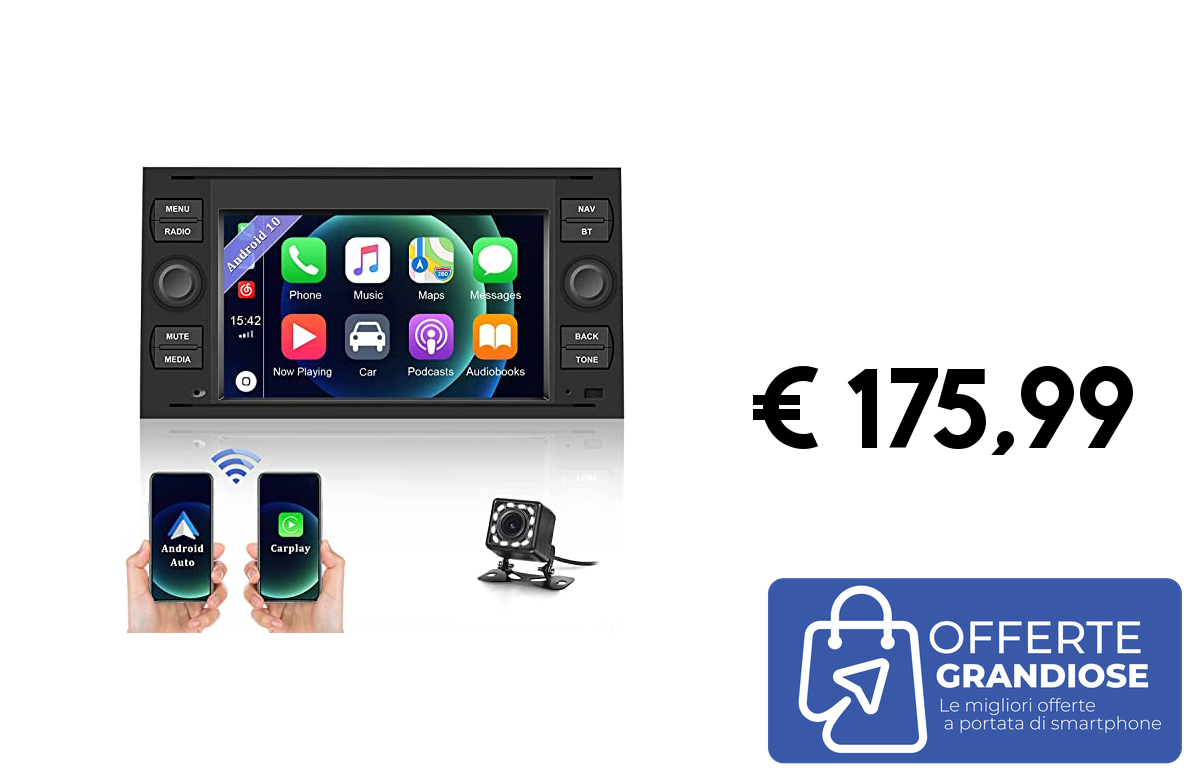 MENU
RADIO
NAV
BT
Android 10
Phone
Music
Maps
280
Messages
15:42
Now Playing
Car
Podcasts
Audiobooks
MUTE
MEDIA
BACK
TONE
€ 175,99
Android
Auto
Carplay
OFFERTE
GRANDIOSE
Le migliori offerte
a portata di smartphone